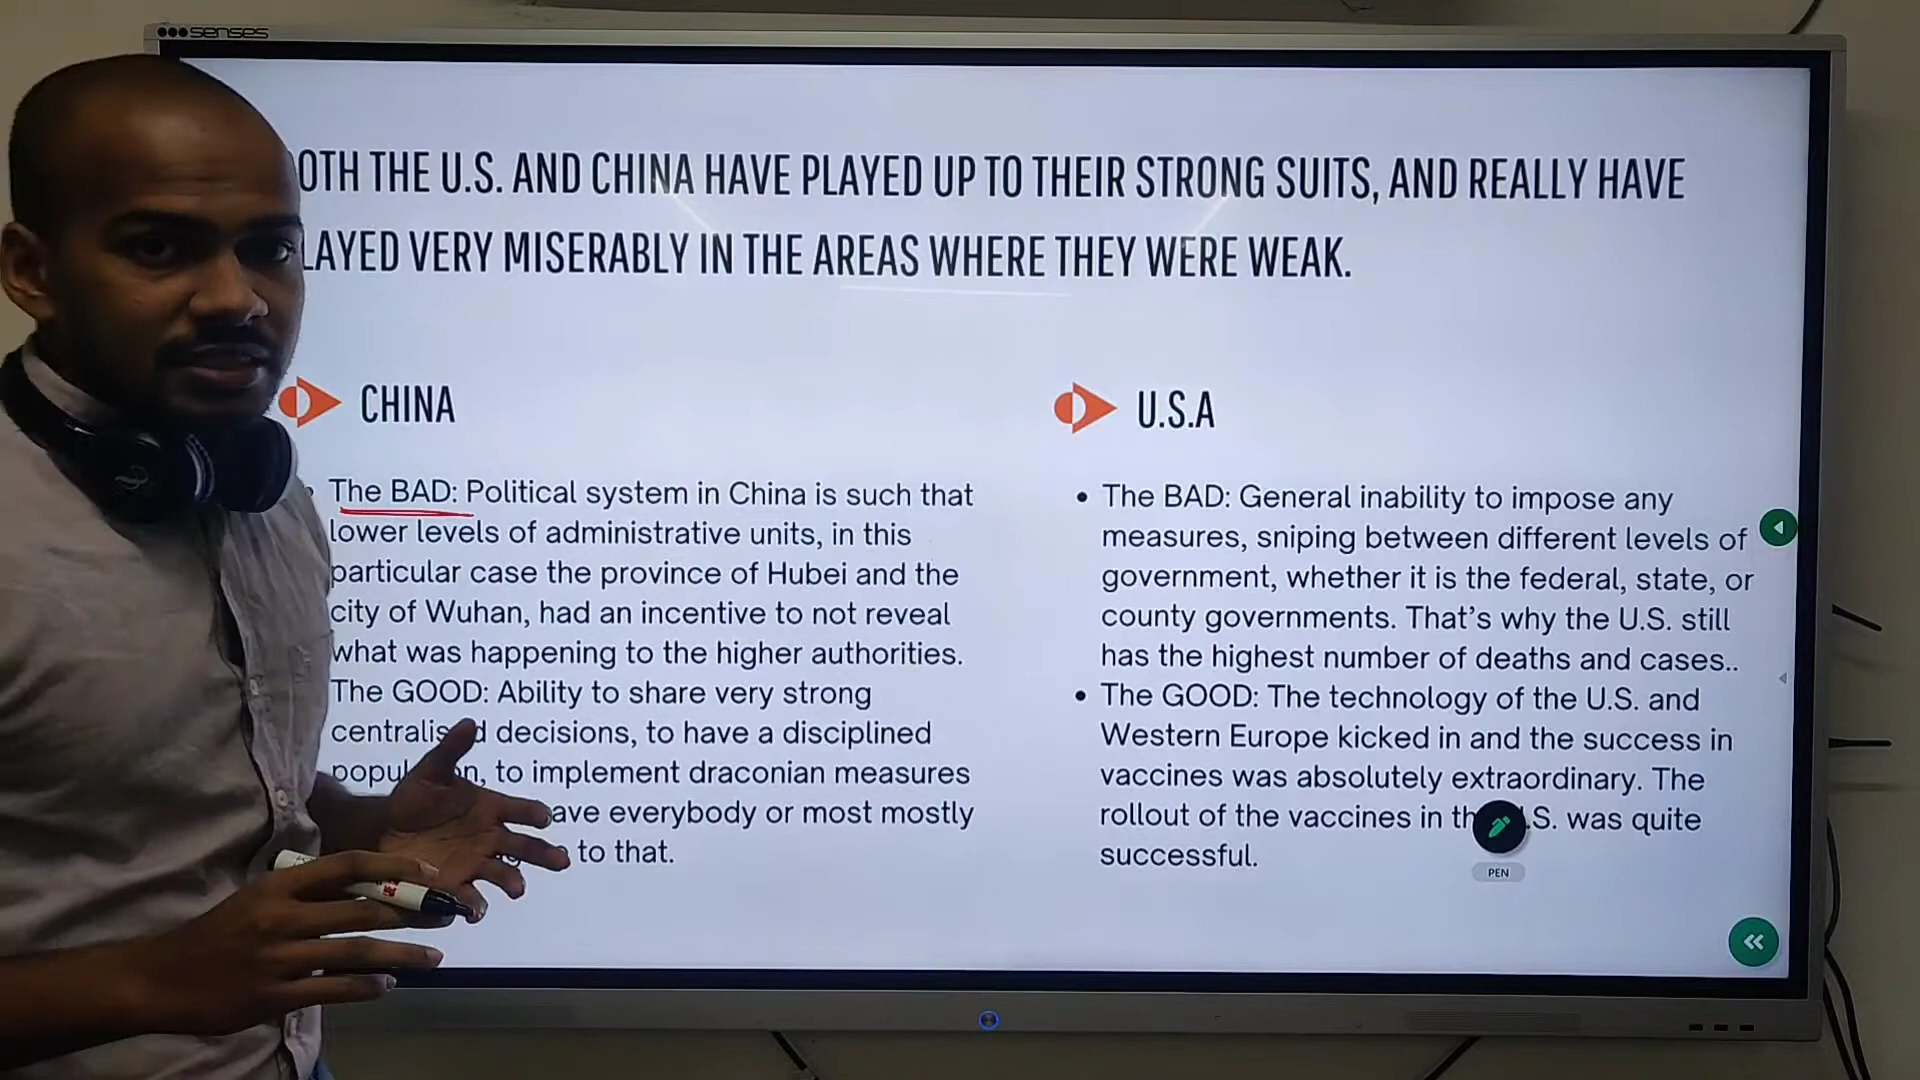 senses
OTH THE U.S. AND CHINA HAVE PLAYED UP TO THEIR STRONG SUITS, AND REALLY HAVE
LAYED VERY MISERABLY IN THE AREAS WHERE THEY WERE WEAK.
CHINA
The BAD: Political system in China is such that
lower levels of administrative units, in this
particular case the province of Hubei and the
city of Wuhan, had an incentive to not reveal
what was happening to the higher authorities.
The GOOD: Ability to share very strong
centralis d decisions, to have a disciplined
popul n, to implement draconian measures
ave everybody or most mostly
to that.
U.S.A
• The BAD: General inability to impose any
measures, sniping between different levels of
government, whether it is the federal, state, or
county governments. That's why the U.S. still
has the highest number of deaths and cases..
• The GOOD: The technology of the U.S. and
Western Europe kicked in and the success in
vaccines was absolutely extraordinary. The
rollout of the vaccines in th .S. was quite
successful.
PEN